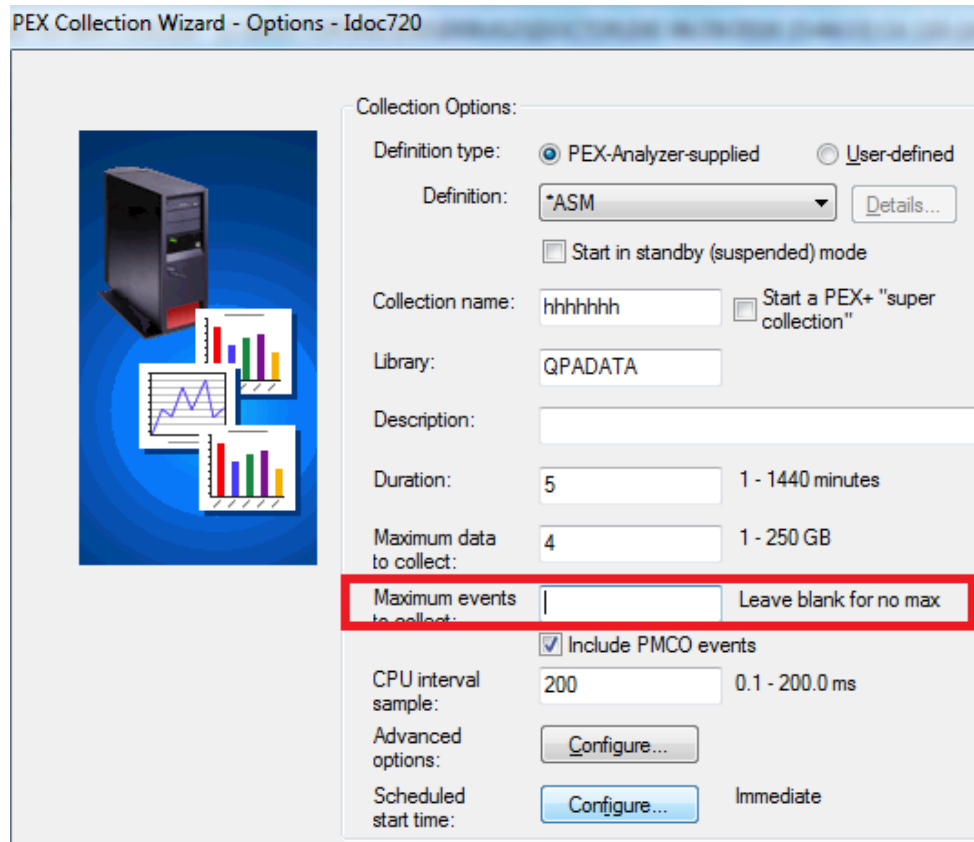 PEX Collection Wizard - Options - Idoc720
Collection Options:
Definition type: PEX-Analyzer-supplied User-defined
Definition: *ASM Details...
Start in standby (suspended) mode
Collection name: hhhhhhh Start a PEX+ "super
collection"
Library: QPADATA
Description:
Duration: 5 1 - 1440 minutes
Maximum data
to collect: 4 1 - 250 GB
Maximum events
to collect: Leave blank for no max
Include PMCO events
CPU interval
sample: 200 0.1 - 200.0 ms
Advanced
options: Configure...
Scheduled
start time: Configure... Immediate